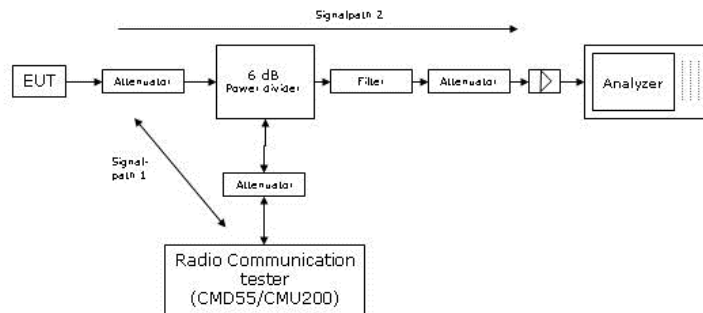 Signalpath 2
EUT
Attenuator
6 dB
Power divider
Filter
Attenuator
Analyzer
Signal-
path 1
Attenuator
Radio Communication
tester
(CMD55/CMU200)